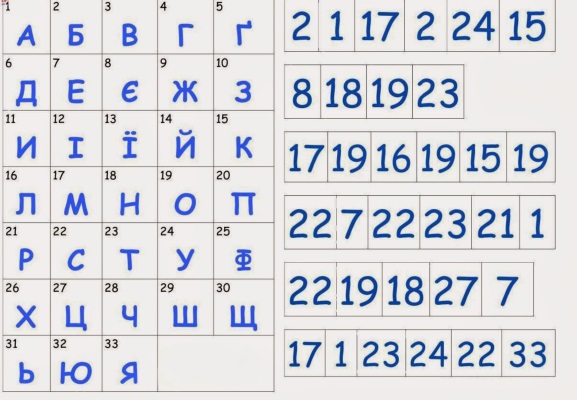 1 2 3 4 5
А Б В Г Ґ
6 7 8 9 10
Д Е Є Ж З
11 12 13 14 15
И І Ї Й К
16 17 18 19 20
Л М Н О П
21 22 23 24 25
Р С Т У Ф
26 27 28 29 30
Х Ц Ч Ш Щ
31 32 33
Ь Ю Я
2 1 17 2 24 15
8 18 19 23
17 19 16 19 15 19
22 7 22 23 21 1
22 19 18 27 7
17 1 23 24 22 33